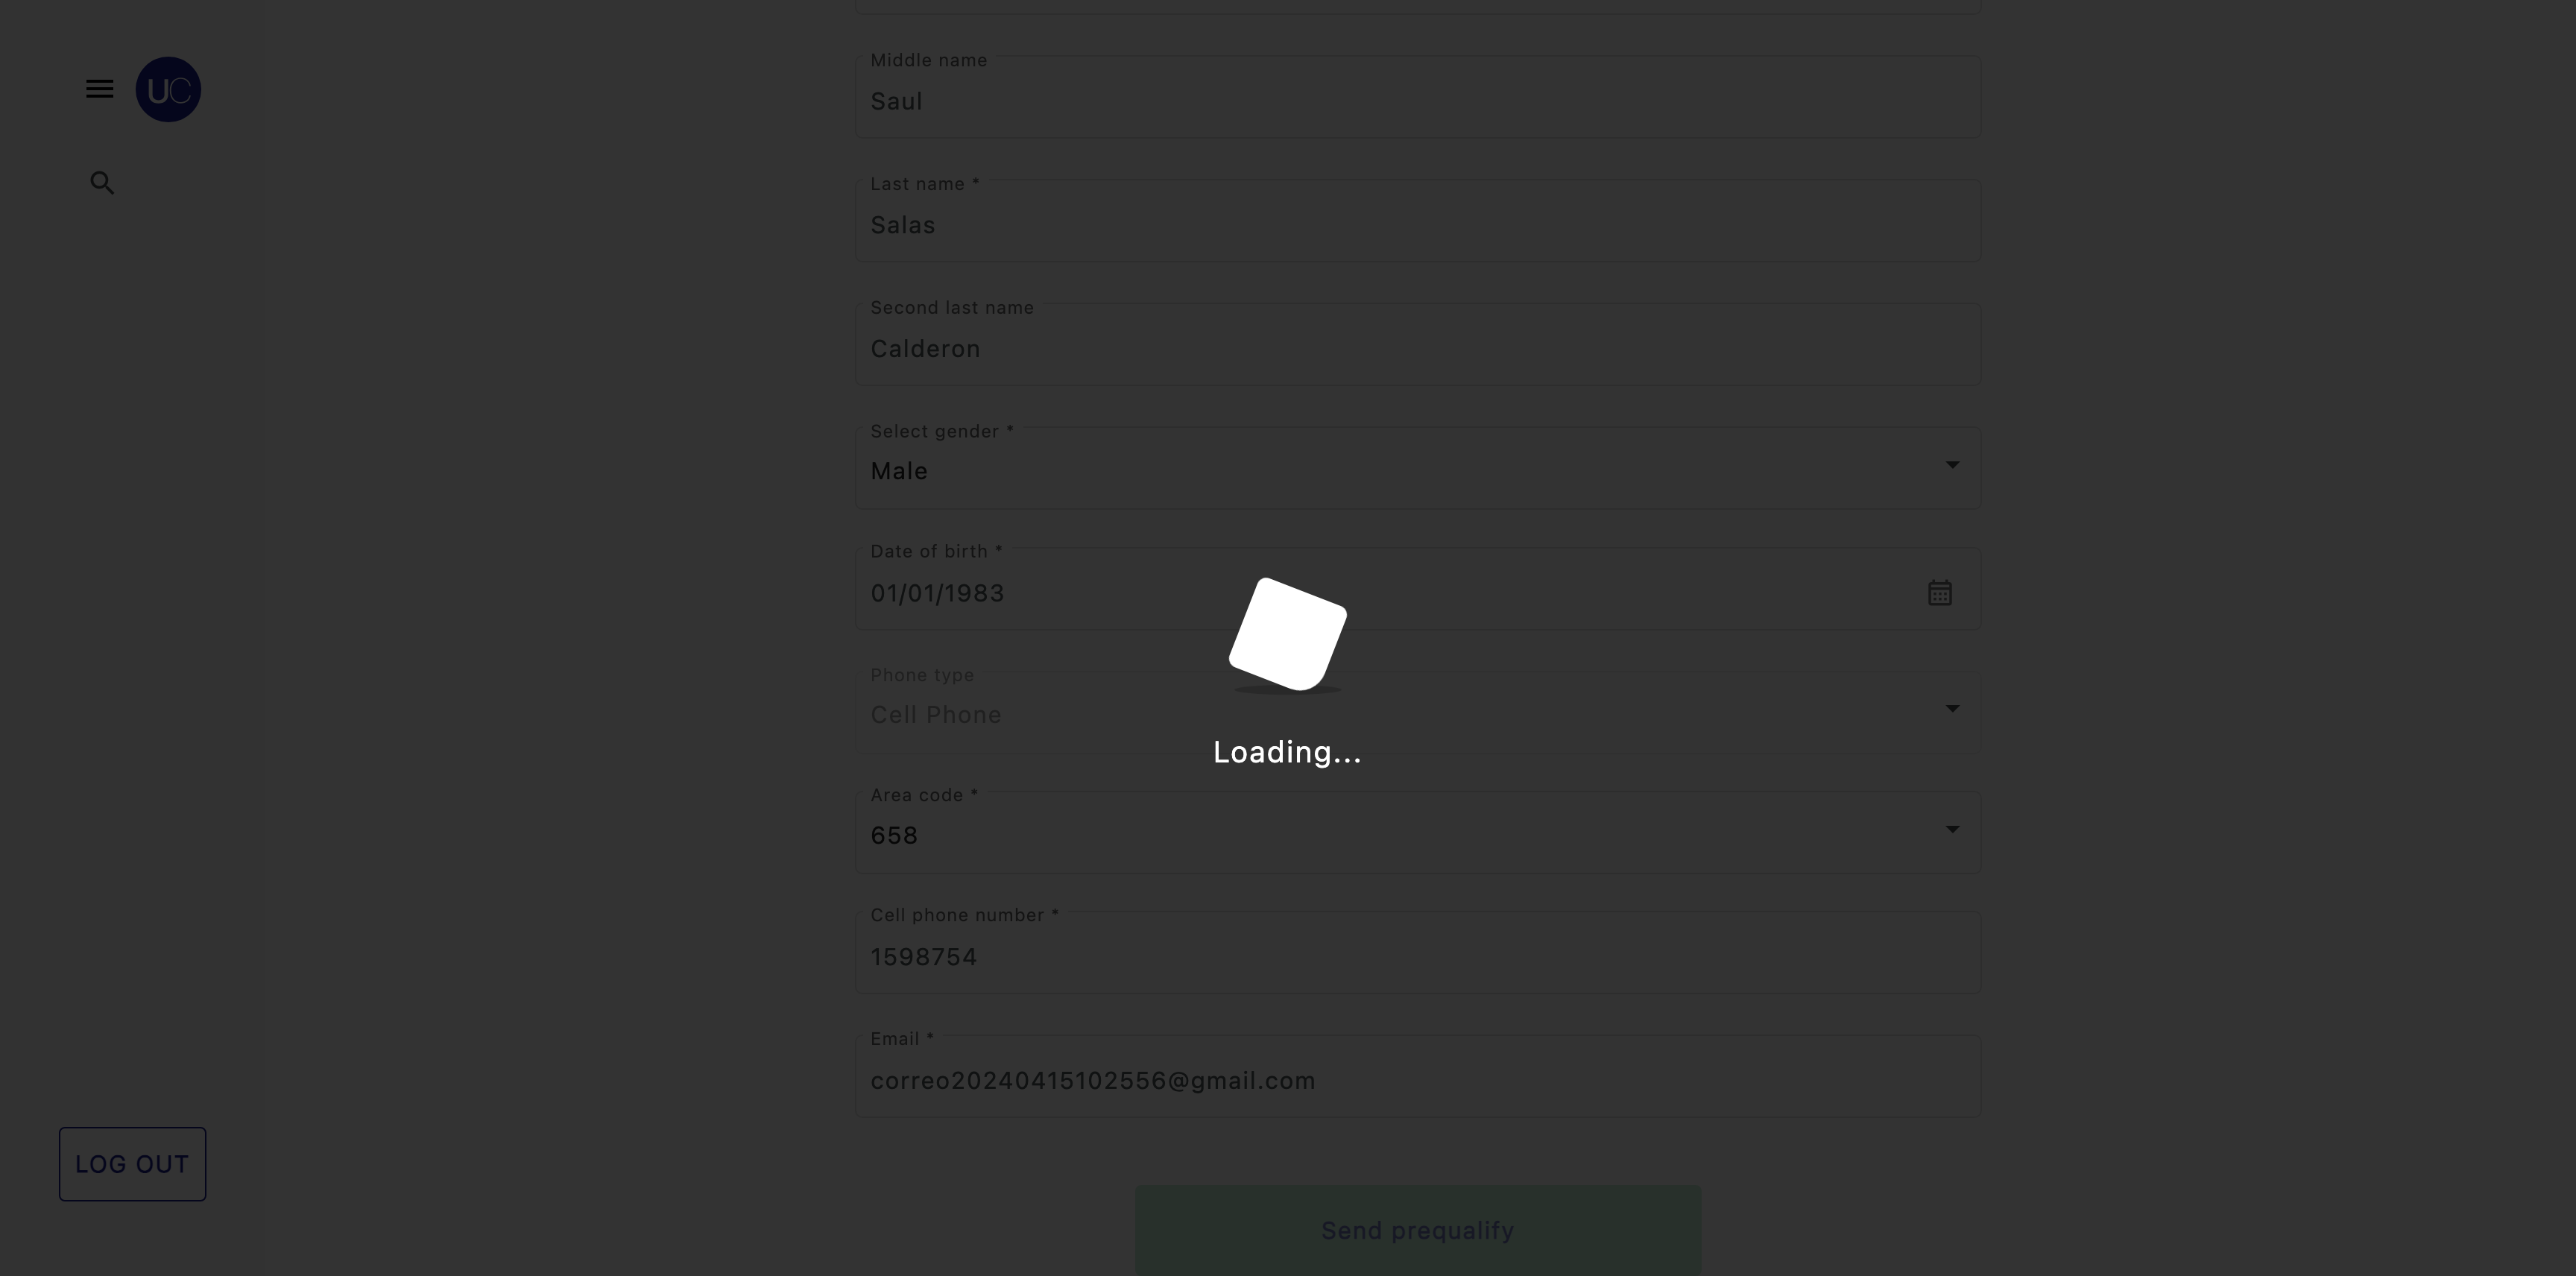 UC
Middle name
Saul
Last name *
Salas
Second last name
Calderon
Select gender *
Male
Date of birth *
01/01/1983
Phone type
Cell Phone
Loading...
Area code *
658
Cell phone number *
1598754
Email *
correo20240415102556@gmail.com
LOG OUT
Send prequalify